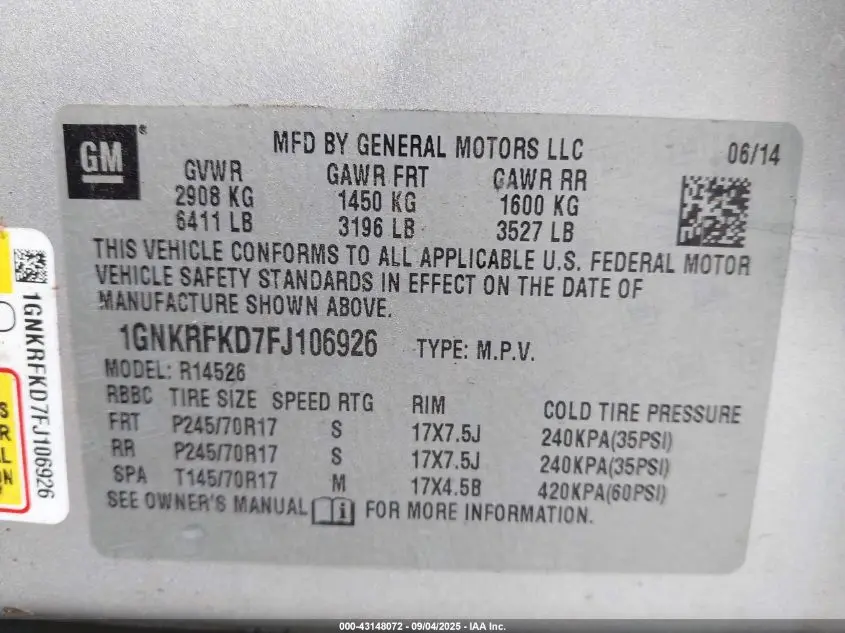 GM
MFD BY GENERAL MOTORS LLC
06/14
GVWR GAWR FRT GAWR RR
2908 KG 1450 KG 1600 KG
6411 LB 3196 LB 3527 LB
THIS VEHICLE CONFORMS TO ALL APPLICABLE U.S. FEDERAL MOTOR
VEHICLE SAFETY STANDARDS IN EFFECT ON THE DATE OF
MANUFACTURE SHOWN ABOVE.
1GNKRFKD7FJ106926 TYPE: M.P.V.
MODEL: R14526
RBBC TIRE SIZE SPEED RTG RIM COLD TIRE PRESSURE
FRT P245/70R17 S 17X7.5J 240KPA(35PSI)
RR P245/70R17 S 17X7.5J 240KPA(35PSI)
SPA T145/70R17 M 17X4.5B 420KPA(60PSI)
SEE OWNER'S MANUAL FOR MORE INFORMATION.
1GNKRFKD7FJ106926
000-43148072 - 09/04/2025 - IAA Inc.